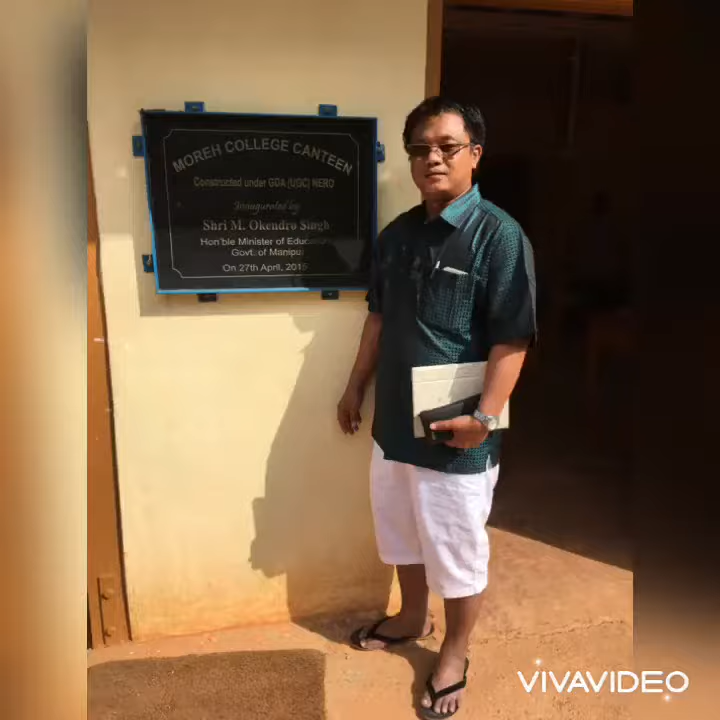 MOREH COLLEGE CANTEEN
Constructed under GDA (UGC) NERO
Inaugurated by
Shri M. Okendro Singh
Hon'ble Minister of Education
Govt. of Manipur
On 27th April, 2015
VIVAVIDEO